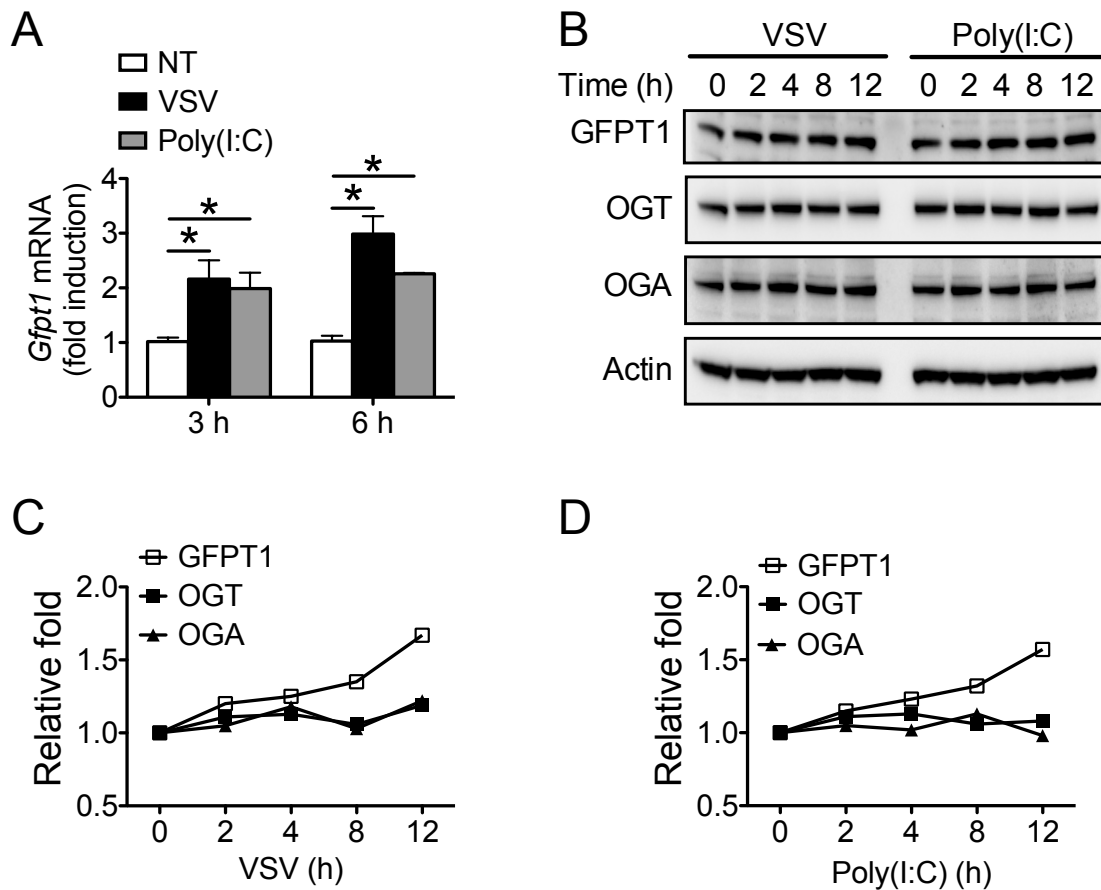 A
NT
VSV
Poly(I:C)
Gfpt1 mRNA
(fold induction)
4
3
2
1
0
* * * *
3 h 6 h
B
VSV Poly(I:C)
Time (h) 0 2 4 8 12 0 2 4 8 12
GFPT1
OGT
OGA
Actin
C
GFPT1
OGT
OGA
Relative fold
2.0
1.5
1.0
0.5
0 2 4 8 12
VSV (h)
D
GFPT1
OGT
OGA
Relative fold
2.0
1.5
1.0
0.5
0 2 4 8 12
Poly(I:C) (h)